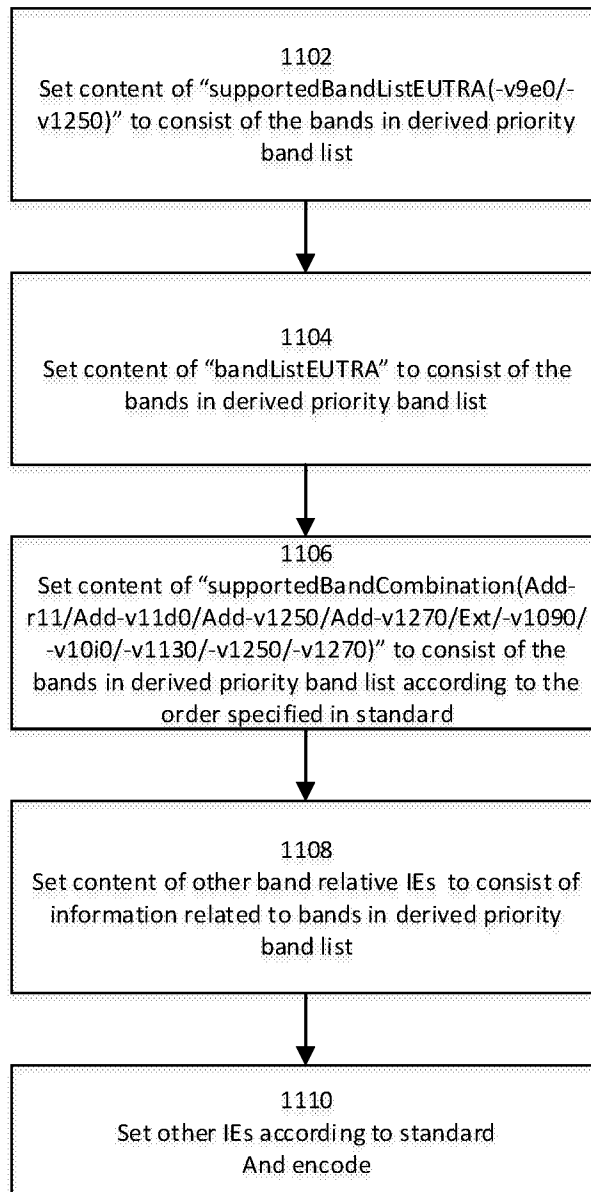 1102
Set content of “supportedBandListEUTRA(-v9e0/-
v1250)” to consist of the bands in derived priority
band list
1104
Set content of “bandListEUTRA” to consist of the
bands in derived priority band list
1106
Set content of “supportedBandCombination(Add-
r11/Add-v11d0/Add-v1250/Add-v1270/Ext/-v1090/
-v10i0/-v1130/-v1250/-v1270)” to consist of the
bands in derived priority band list according to the
order specified in standard
1108
Set content of other band relative IEs to consist of
information related to bands in derived priority
band list
1110
Set other IEs according to standard
And encode